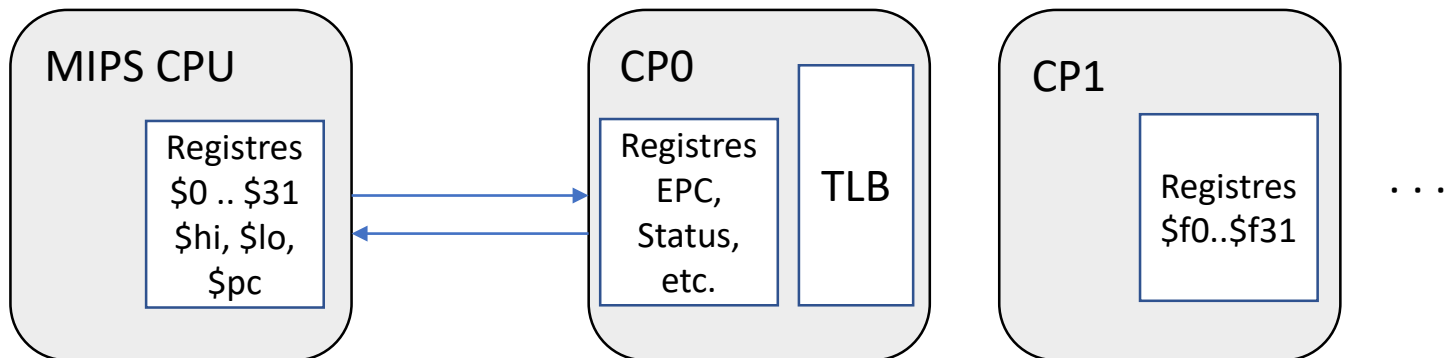 MIPS CPU
Registres
$0 .. $31
$hi, $lo,
$pc
CP0
Registres
EPC,
Status,
etc.
TLB
CP1
Registres
$f0..$f31
. . .